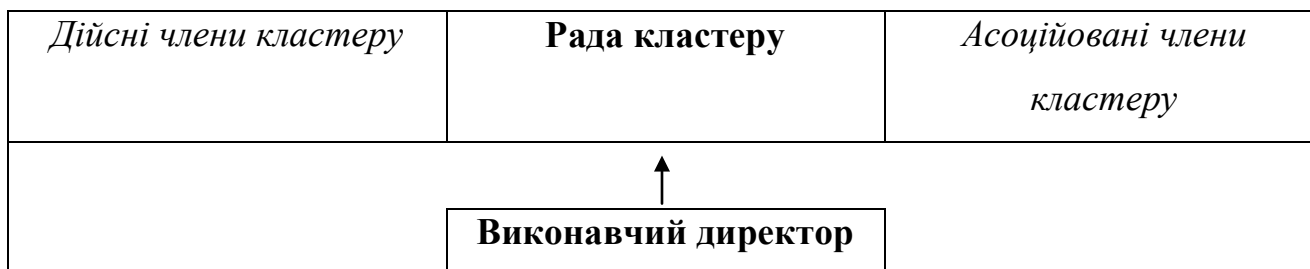 Дійсні члени кластеру
Рада кластеру
Асоційовані члени
кластеру
Виконавчий директор